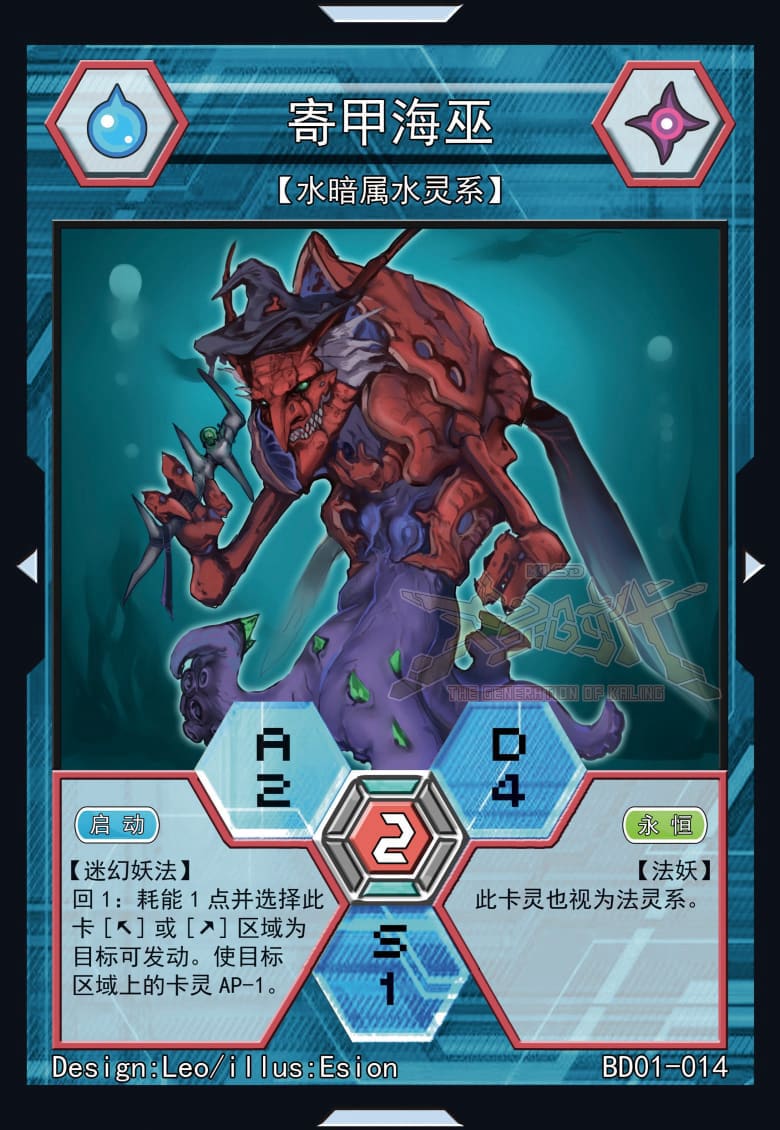 寄甲海巫
【水暗属水灵系】
KLSD
THE GENERATION OF KALING
A
2
D
4
2
S
1
启动
【迷幻妖法】
回1：耗能1点并选择此
卡[↖]或[↗]区域为
目标可发动。使目标
区域上的卡灵AP-1。
永恒
【法妖】
此卡灵也视为法灵系。
Design:Leo/illus:Esion
BD01-014